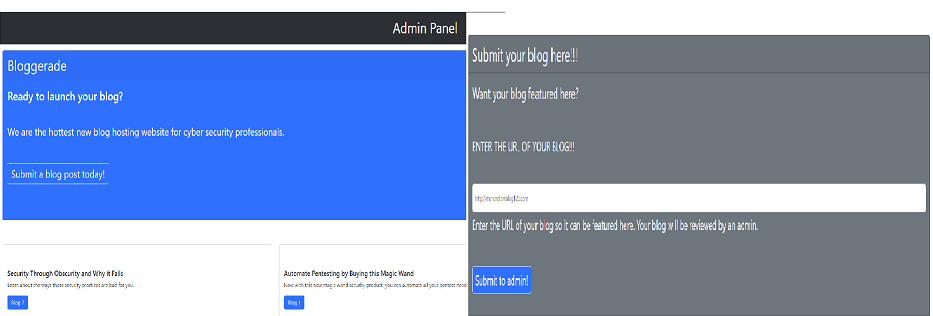 Admin Panel
Bloggerade
Ready to launch your blog?
We are the hottest new blog hosting website for cyber security professionals.
Submit a blog post today!
Security Through Obscurity and Why it Fails
Learn about the ways these security practices are bad for you.
Blog 2
Automate Pentesting by Buying this Magic Wand
Now with this new magic wand security product, you can automate all your pentest need
Blog 1
Submit your blog here!!!
Want your blog featured here?
ENTER THE URL OF YOUR BLOG!!!
Enter the URL of your blog so it can be featured here. Your blog will be reviewed by an admin.
Submit to admin!